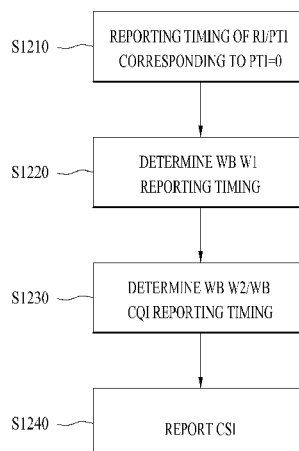 S1210
REPORTING TIMING OF RI/PTI
CORRESPONDING TO PTI=0
S1220
DETERMINE WB W1
REPORTING TIMING
S1230
DETERMINE WB W2/WB
CQI REPORTING TIMING
S1240
REPORT CSI